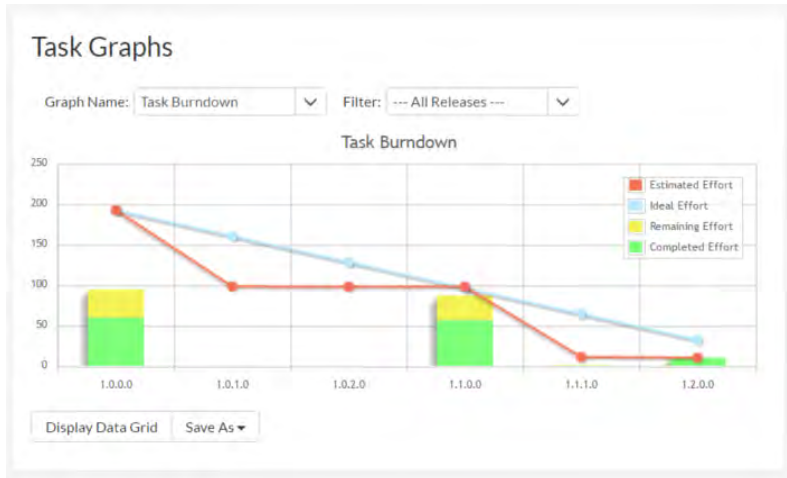 Task Graphs
Graph Name: Task Burndown Filter: --- All Releases ---
Task Burndown
250
200
150
100
50
0
Estimated Effort
Ideal Effort
Remaining Effort
Completed Effort
1.0.0.0 1.0.1.0 1.0.2.0 1.1.0.0 1.1.1.0 1.2.0.0
Display Data Grid Save As